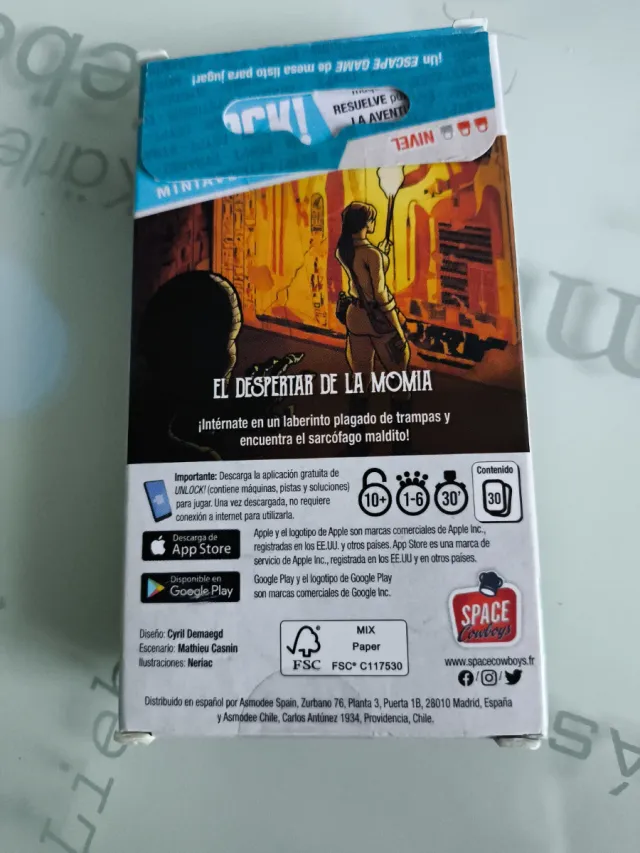 ¡Un ESCAPE GAME de mesa listo para jugar!
RESUELVE
LA AVENT
NIVEL
MINIAV
EL DESPERTAR DE LA MOMIA
¡Intérnate en un laberinto plagado de trampas y
encuentra el sarcófago maldito!
Importante: Descarga la aplicación gratuita de
UNLOCK! (contiene máquinas, pistas y soluciones)
para jugar. Una vez descargada, no requiere
conexión a internet para utilizarla.
10+
1-6
30'
Contenido
30
Descarga de
App Store
Apple y el logotipo de Apple son marcas comerciales de Apple Inc.,
registradas en los EE.UU. y otros países. App Store es una marca de
servicio de Apple Inc., registrada en los EE.UU y en otros países.
Disponible en
Google Play
Google Play y el logotipo de Google Play
son marcas comerciales de Google Inc.
SPACE
Cowboys
Diseño: Cyril Demaegd
Escenario: Mathieu Casnin
Ilustraciones: Neriac
FSC
MIX
Paper
FSC® C117530
www.spacecowboys.fr
Distribuido en español por Asmodee Spain, Zurbano 76, Planta 3, Puerta 1B, 28010 Madrid, España
y Asmodee Chile, Carlos Antúnez 1934, Providencia, Chile.